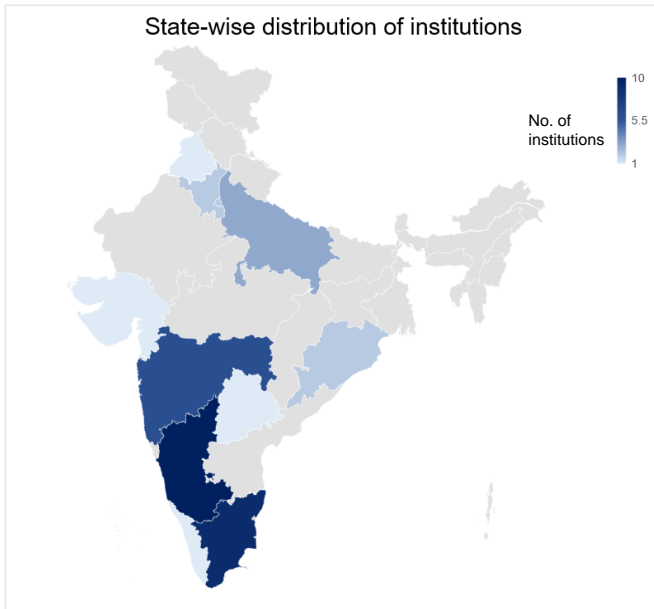 State-wise distribution of institutions
10
No. of
5.5
institutions
1